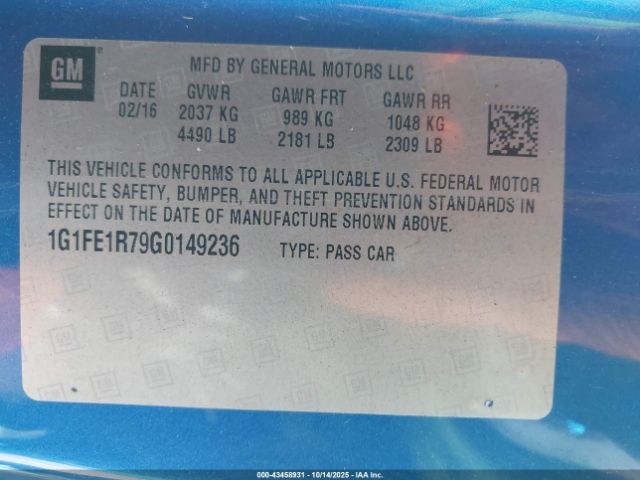 GM
MFD BY GENERAL MOTORS LLC
DATE GVWR GAWR FRT GAWR RR
02/16 2037 KG 989 KG 1048 KG
4490 LB 2181 LB 2309 LB
THIS VEHICLE CONFORMS TO ALL APPLICABLE U.S. FEDERAL MOTOR
VEHICLE SAFETY, BUMPER, AND THEFT PREVENTION STANDARDS IN
EFFECT ON THE DATE OF MANUFACTURE SHOWN ABOVE.
1G1FE1R79G0149236 TYPE: PASS CAR
000-43458931 - 10/14/2025 - IAA Inc.